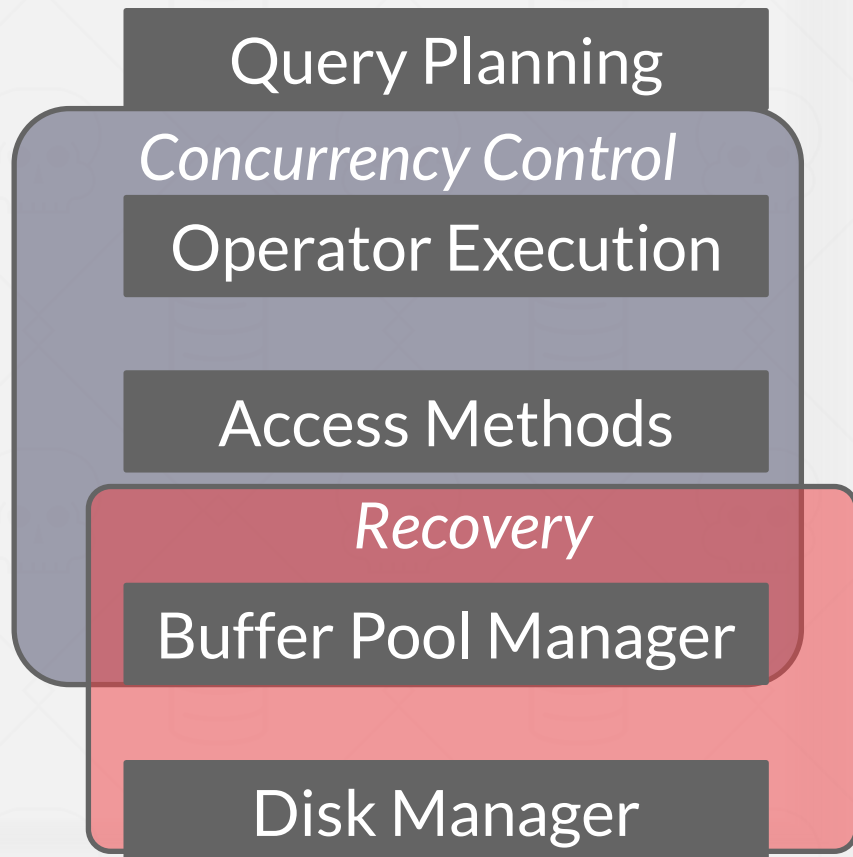 Query Planning
Concurrency Control
Operator Execution
Access Methods
Recovery
Buffer Pool Manager
Disk Manager